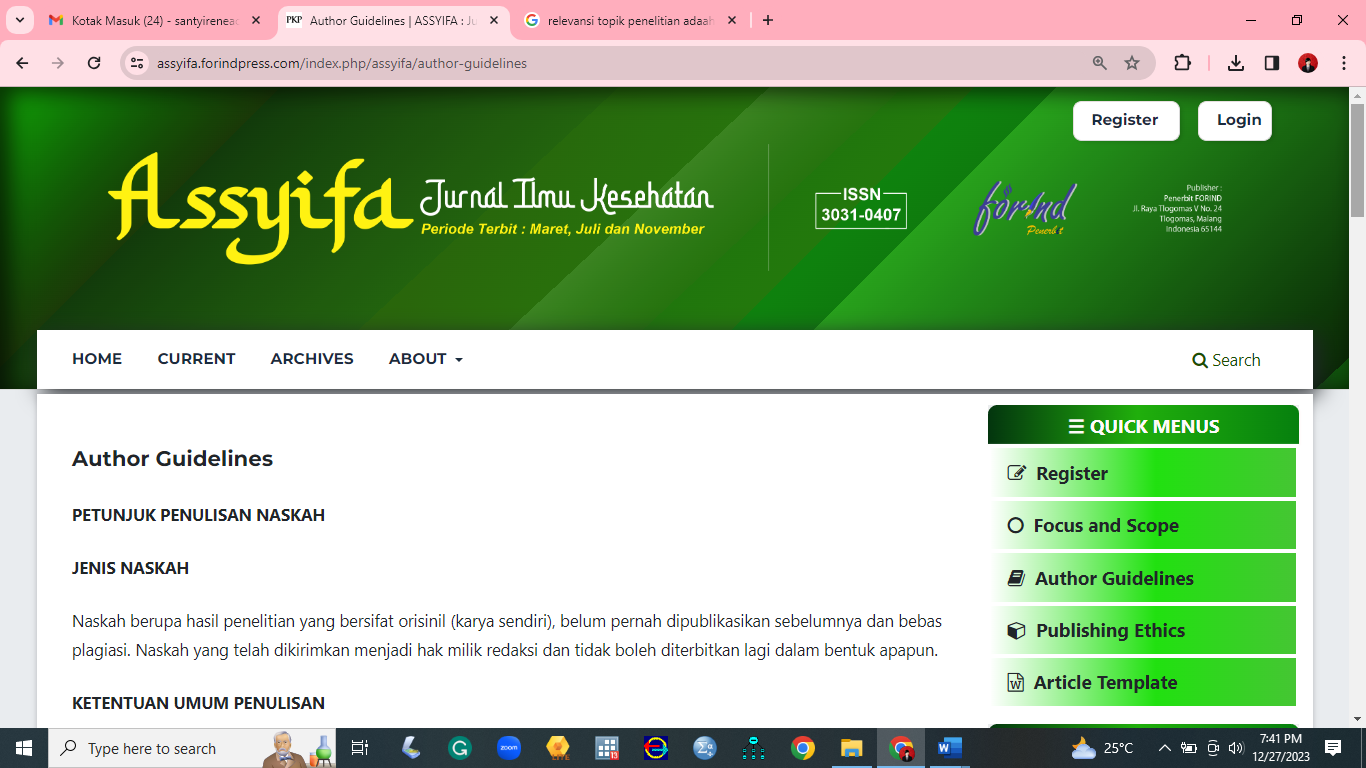 Kotak Masuk (24) - santyireneac
Author Guidelines | ASSYIFA : Ju
relevansi topik penelitian adaah
assyifa.forindpress.com/index.php/assyifa/author-guidelines
Register
Login
Assyifa
Jurnal Ilmu Kesehatan
Periode Terbit : Maret, Juli dan November
ISSN
3031-0407
forind
Penerbit
Publisher :
Penerbit FORIND
Jl. Raya Tlogomas V No. 24
Tlogomas, Malang
Indonesia 65144
HOME
CURRENT
ARCHIVES
ABOUT
Search
Author Guidelines
PETUNJUK PENULISAN NASKAH
JENIS NASKAH
Naskah berupa hasil penelitian yang bersifat orisinil (karya sendiri), belum pernah dipublikasikan sebelumnya dan bebas
plagiasi. Naskah yang telah dikirimkan menjadi hak milik redaksi dan tidak boleh diterbitkan lagi dalam bentuk apapun.
KETENTUAN UMUM PENULISAN
QUICK MENUS
Register
Focus and Scope
Author Guidelines
Publishing Ethics
Article Template
Type here to search
25°C
7:41 PM
12/27/2023